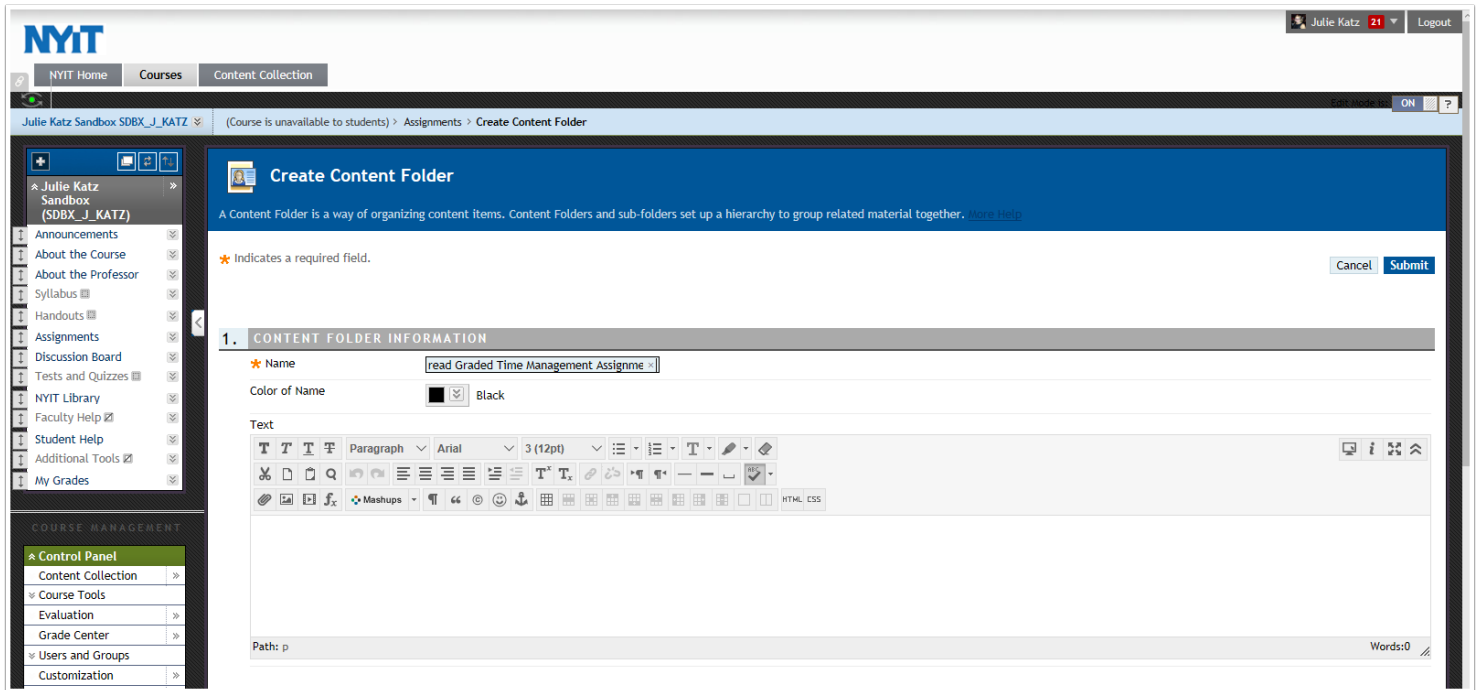 NYiT
Julie Katz 21
Logout
NYIT Home
Courses
Content Collection
Edit Mode is: ON ?
Julie Katz Sandbox SDBX_J_KATZ
(Course is unavailable to students) > Assignments > Create Content Folder
Julie Katz
Sandbox
(SDBX_J_KATZ)
Announcements
About the Course
About the Professor
Syllabus
Handouts
Assignments
Discussion Board
Tests and Quizzes
NYIT Library
Faculty Help
Student Help
Additional Tools
My Grades
COURSE MANAGEMENT
Control Panel
Content Collection
Course Tools
Evaluation
Grade Center
Users and Groups
Customization
Create Content Folder
A Content Folder is a way of organizing content items. Content Folders and sub-folders set up a hierarchy to group related material together. More Help
Indicates a required field.
Cancel
Submit
1. CONTENT FOLDER INFORMATION
Name
read Graded Time Management Assignme
Color of Name
Black
Text
T T T T Paragraph Arial 3 (12pt) T i
Tx Tx ABC
fx Mashups HTML CSS
Path: p
Words:0